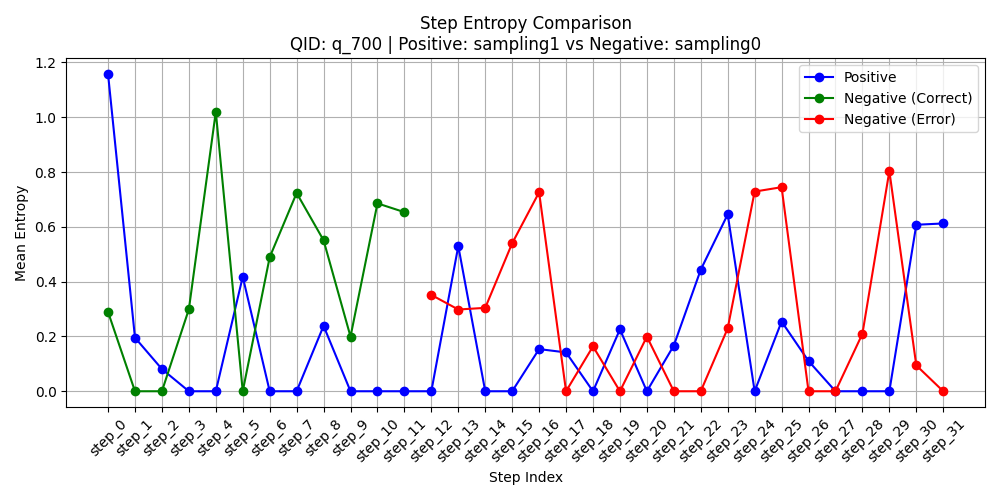 Step Entropy Comparison
QID: q_700 | Positive: sampling1 vs Negative: sampling0
Positive
Negative (Correct)
Negative (Error)
Mean Entropy
1.2
1.0
0.8
0.6
0.4
0.2
0.0
step_0
step_1
step_2
step_3
step_4
step_5
step_6
step_7
step_8
step_9
step_10
step_11
step_12
step_13
step_14
step_15
step_16
step_17
step_18
step_19
step_20
step_21
step_22
step_23
step_24
step_25
step_26
step_27
step_28
step_29
step_30
step_31
Step Index